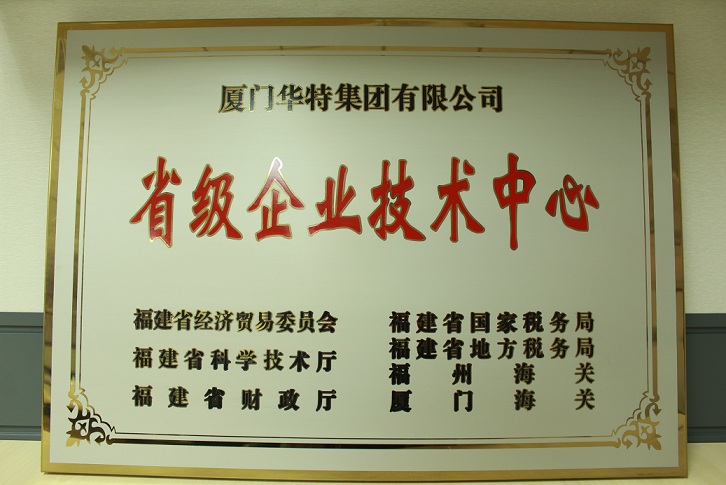 厦门华特集团有限公司
省级企业技术中心
福建省经济贸易委员会
福建省科学技术厅
福建省财政厅
福建省国家税务局
福建省地方税务局
福州海关
厦门海关